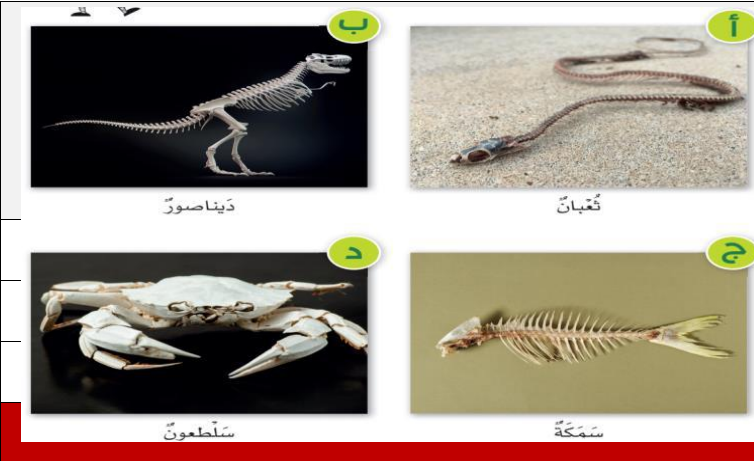 أ
ب
ثُعْبانٌ
دَيناصورٌ
ج
د
سَمَكَةٌ
سَلْطعونٌ